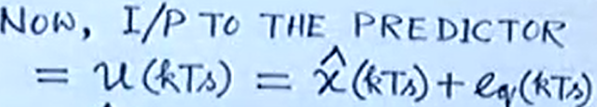 NOW, I/P TO THE PREDICTOR
= u(kTs) = x̂(kTs) + eq(kTs)